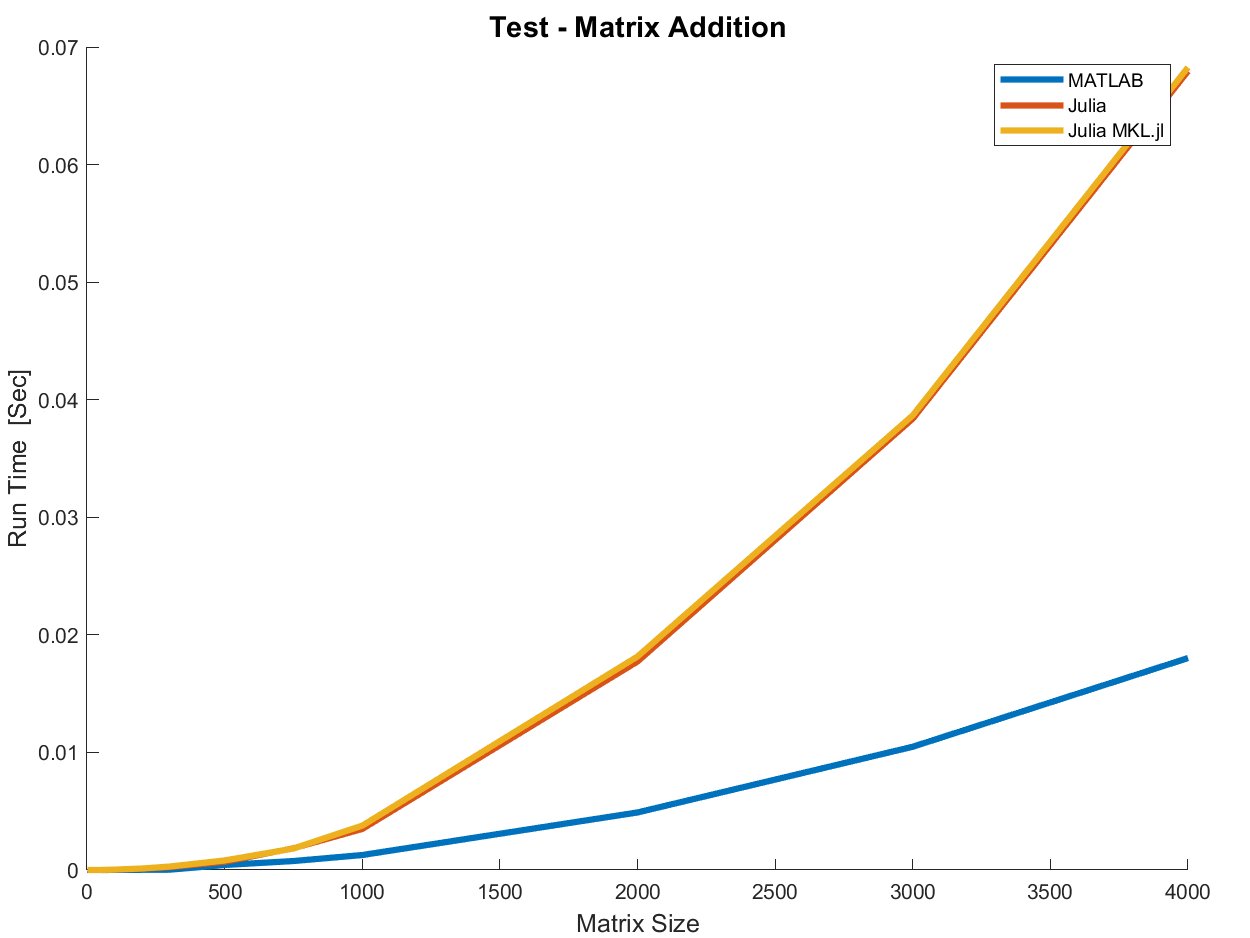 Test - Matrix Addition
0.07
0.06
0.05
0.04
0.03
0.02
0.01
0
Run Time [Sec]
MATLAB
Julia
Julia MKL.jl
0 500 1000 1500 2000 2500 3000 3500 4000
Matrix Size